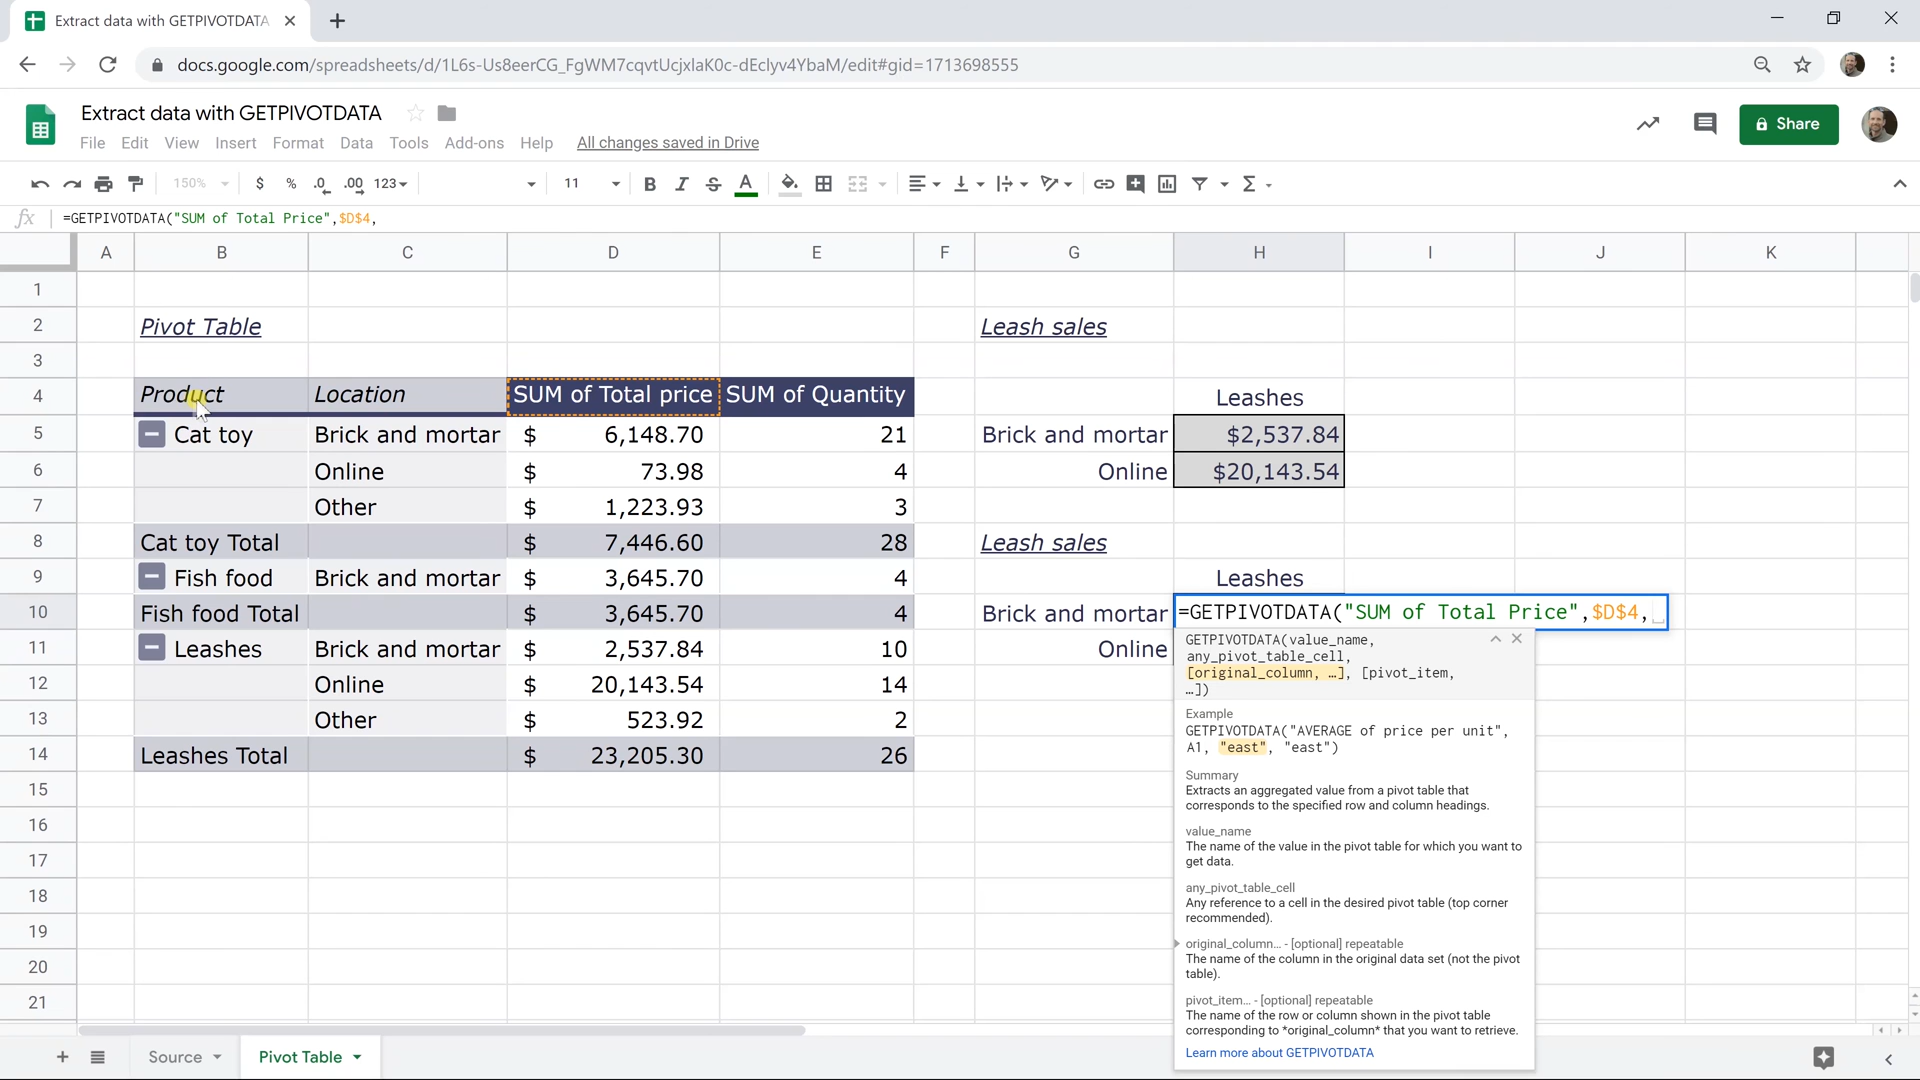 Extract data with GETPIVOTDATA
docs.google.com/spreadsheets/d/1L6s-Us8eerCG_FgWM7cqvtUcjxlaK0c-dEclyv4YbaM/edit#gid=1713698555
Extract data with GETPIVOTDATA
File Edit View Insert Format Data Tools Add-ons Help All changes saved in Drive
Share
150% $ % .0 .00 123 11 B I S A Σ
fx =GETPIVOTDATA("SUM of Total Price",$D$4,
A B C D E F G H I J K
1
2 Pivot Table Leash sales
3
4 Product Location SUM of Total price SUM of Quantity Leashes
5 Cat toy Brick and mortar $ 6,148.70 21 Brick and mortar $2,537.84
6 Online $ 73.98 4 Online $20,143.54
7 Other $ 1,223.93 3
8 Cat toy Total $ 7,446.60 28 Leash sales
9 Fish food Brick and mortar $ 3,645.70 4 Leashes
10 Fish food Total $ 3,645.70 4 Brick and mortar =GETPIVOTDATA("SUM of Total Price",$D$4,
11 Leashes Brick and mortar $ 2,537.84 10 Online
12 Online $ 20,143.54 14
13 Other $ 523.92 2
14 Leashes Total $ 23,205.30 26
15
16
17
18
19
20
21
GETPIVOTDATA(value_name,
any_pivot_table_cell,
[original_column, …], [pivot_item,
…])
Example
GETPIVOTDATA("AVERAGE of price per unit",
A1, "east", "east")
Summary
Extracts an aggregated value from a pivot table that
corresponds to the specified row and column headings.
value_name
The name of the value in the pivot table for which you want to
get data.
any_pivot_table_cell
Any reference to a cell in the desired pivot table (top corner
recommended).
original_column… - [optional] repeatable
The name of the column in the original data set (not the pivot
table).
pivot_item… - [optional] repeatable
The name of the row or column shown in the pivot table
corresponding to *original_column* that you want to retrieve.
Learn more about GETPIVOTDATA
Source Pivot Table